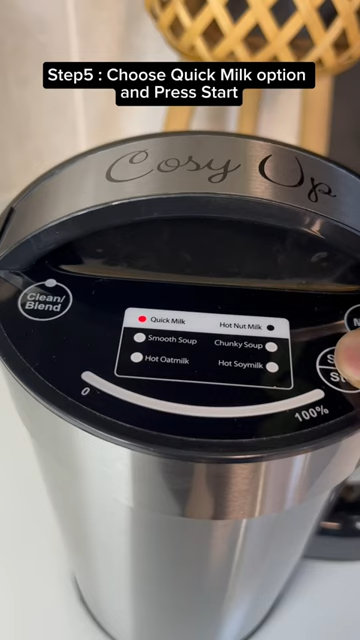 Step5 : Choose Quick Milk option
and Press Start
Cosy Up
Clean/
Blend
Quick Milk
Hot Nut Milk
Smooth Soup
Chunky Soup
Hot Oatmilk
Hot Soymilk
0
100%